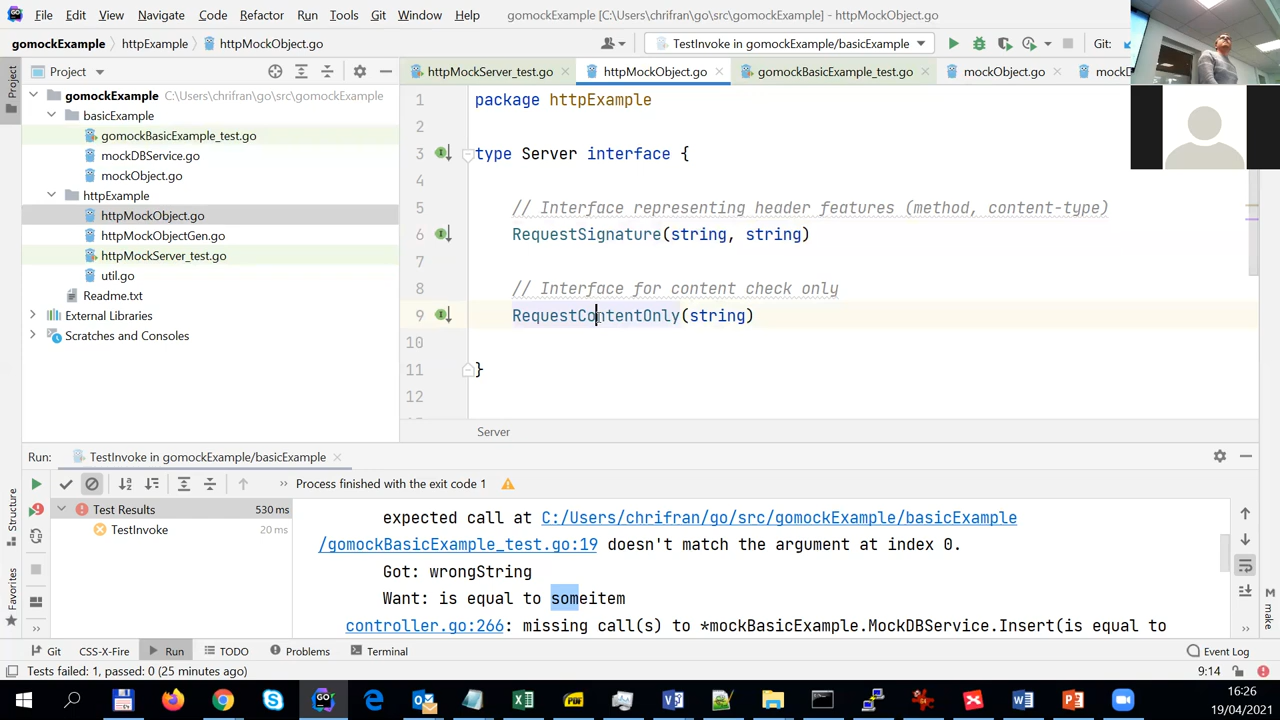 File Edit View Navigate Code Refactor Run Tools Git Window Help gomockExample [C:\Users\chrifran\go\src\gomockExample] - httpMockObject.go
gomockExample httpExample httpMockObject.go TestInvoke in gomockExample/basicExample Git:
Project httpMockServer_test.go httpMockObject.go gomockBasicExample_test.go mockObject.go mockD
Project
gomockExample C:\Users\chrifran\go\src\gomockExample
basicExample
gomockBasicExample_test.go
mockDBService.go
mockObject.go
httpExample
httpMockObject.go
httpMockObjectGen.go
httpMockServer_test.go
util.go
Readme.txt
External Libraries
Scratches and Consoles
1 package httpExample
2
3 type Server interface {
4
5 // Interface representing header features (method, content-type)
6 RequestSignature(string, string)
7
8 // Interface for content check only
9 RequestContentOnly(string)
10
11 }
12
Server
Run: TestInvoke in gomockExample/basicExample
Process finished with the exit code 1
Test Results 530 ms
TestInvoke 20 ms
expected call at C:/Users/chrifran/go/src/gomockExample/basicExample
/gomockBasicExample_test.go:19 doesn't match the argument at index 0.
Got: wrongString
Want: is equal to someitem
controller.go:266: missing call(s) to *mockBasicExample.MockDBService.Insert(is equal to
Structure
Favorites
make
Git CSS-X-Fire Run TODO Problems Terminal Event Log
Tests failed: 1, passed: 0 (25 minutes ago) 9:14
16:26
19/04/2021